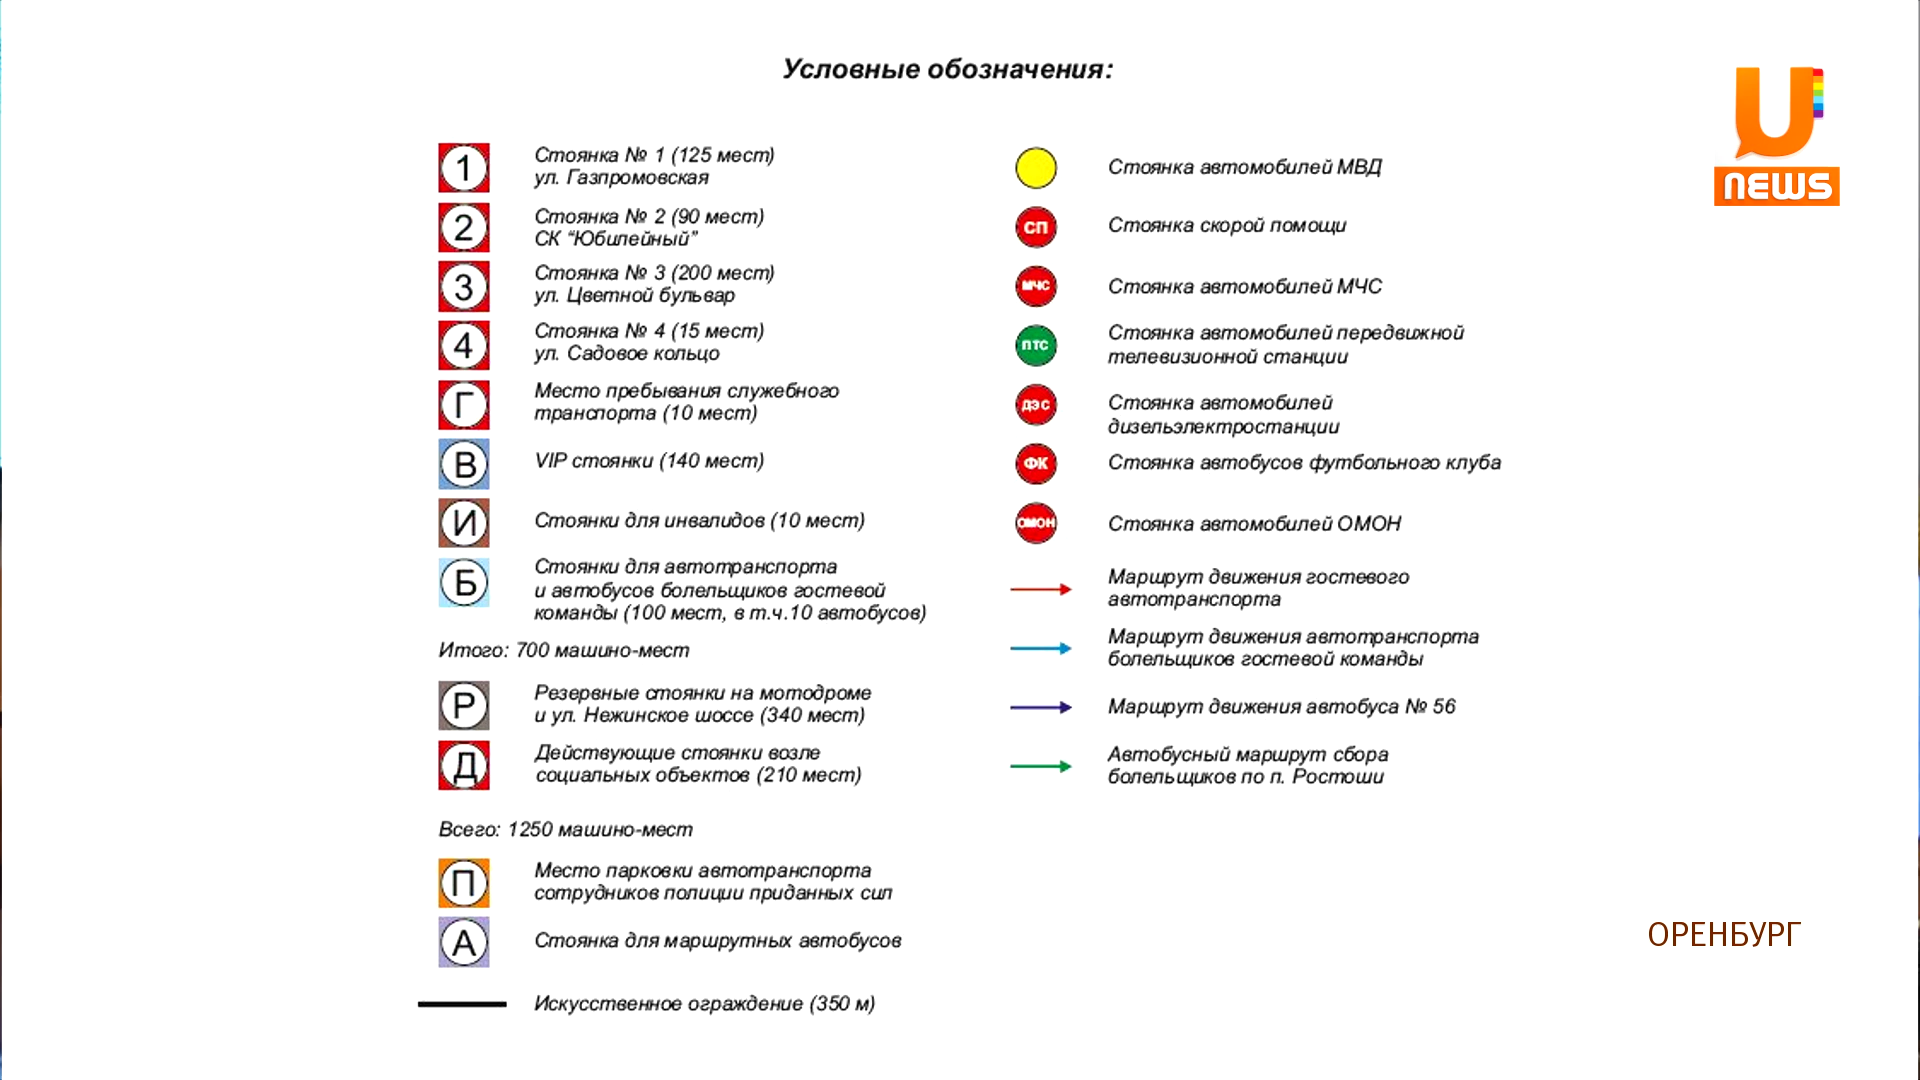 Условные обозначения:
U
NEWS
1
Стоянка № 1 (125 мест)
ул. Газпромовская
2
Стоянка № 2 (90 мест)
СК “Юбилейный”
3
Стоянка № 3 (200 мест)
ул. Цветной бульвар
4
Стоянка № 4 (15 мест)
ул. Садовое кольцо
Г
Место пребывания служебного
транспорта (10 мест)
В
VIP стоянки (140 мест)
И
Стоянки для инвалидов (10 мест)
Б
Стоянки для автотранспорта
и автобусов болельщиков гостевой
команды (100 мест, в т.ч.10 автобусов)
Итого: 700 машино-мест
Р
Резервные стоянки на мотодроме
и ул. Нежинское шоссе (340 мест)
Д
Действующие стоянки возле
социальных объектов (210 мест)
Всего: 1250 машино-мест
П
Место парковки автотранспорта
сотрудников полиции приданных сил
А
Стоянка для маршрутных автобусов
Искусственное ограждение (350 м)
Стоянка автомобилей МВД
СП
Стоянка скорой помощи
МЧС
Стоянка автомобилей МЧС
ПТС
Стоянка автомобилей передвижной
телевизионной станции
ДЭС
Стоянка автомобилей
дизельэлектростанции
ФК
Стоянка автобусов футбольного клуба
ОМОН
Стоянка автомобилей ОМОН
Маршрут движения гостевого
автотранспорта
Маршрут движения автотранспорта
болельщиков гостевой команды
Маршрут движения автобуса № 56
Автобусный маршрут сбора
болельщиков по п. Ростоши
ОРЕНБУРГ